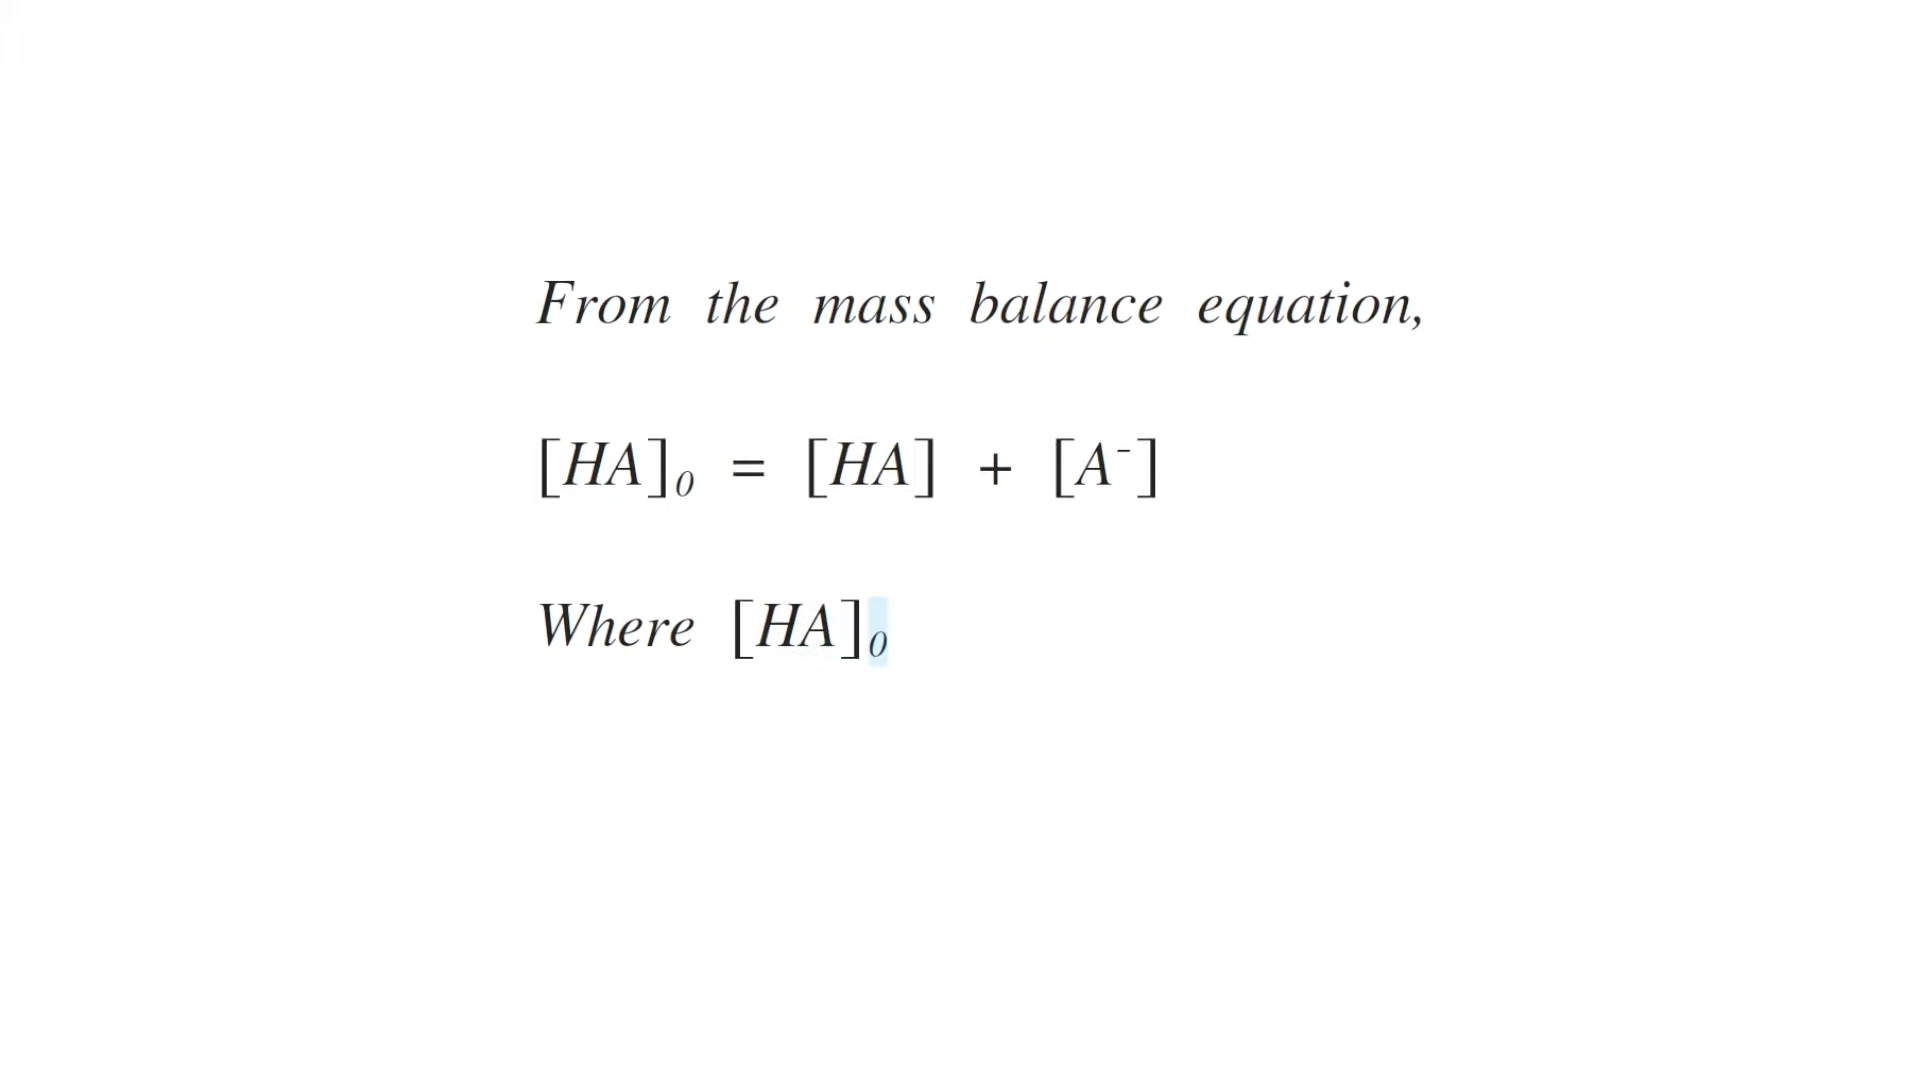 From the mass balance equation,
[HA]₀ = [HA] + [A⁻]
Where [HA]₀